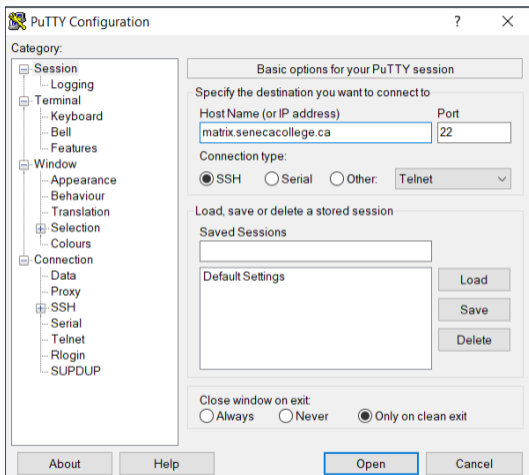 PuTTY Configuration
?
Category:
Session
Logging
Terminal
Keyboard
Bell
Features
Window
Appearance
Behaviour
Translation
Selection
Colours
Connection
Data
Proxy
SSH
Serial
Telnet
Rlogin
SUPDUP
Basic options for your PuTTY session
Specify the destination you want to connect to
Host Name (or IP address) Port
matrix.senecacollege.ca 22
Connection type:
SSH Serial Other: Telnet
Load, save or delete a stored session
Saved Sessions
Default Settings
Load
Save
Delete
Close window on exit:
Always Never Only on clean exit
About Help Open Cancel